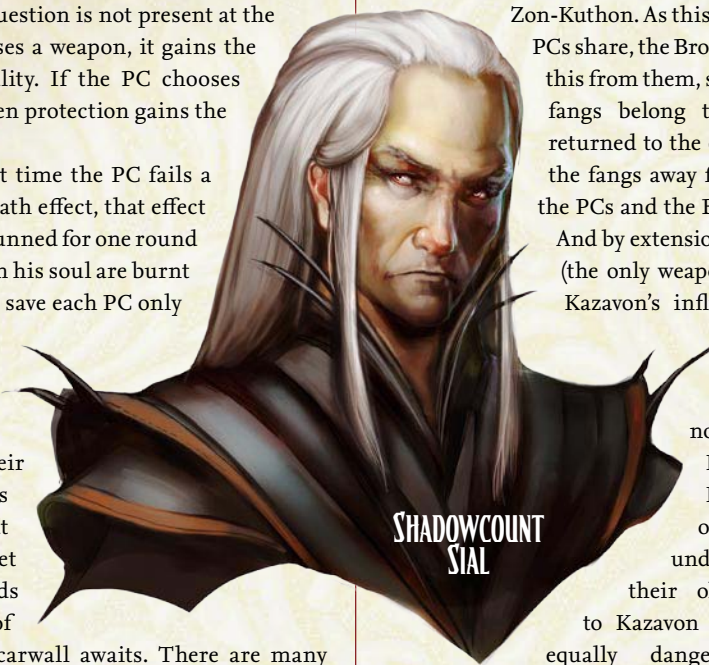 uestion is not present at the
ses a weapon, it gains the
lity. If the PC chooses
en protection gains the
t time the PC fails a
ath effect, that effect
unned for one round
n his soul are burnt
save each PC only
eir
s
t
et
ds
of
carwall awaits. There are many
SHADOWCOUNT
SIAL
Zon-Kuthon. As this
PCs share, the Bro
this from them, s
fangs belong t
returned to the
the fangs away f
the PCs and the
And by extensio
(the only weapo
Kazavon's infl
no
o
und
their ol
to Kazavon
equally dange